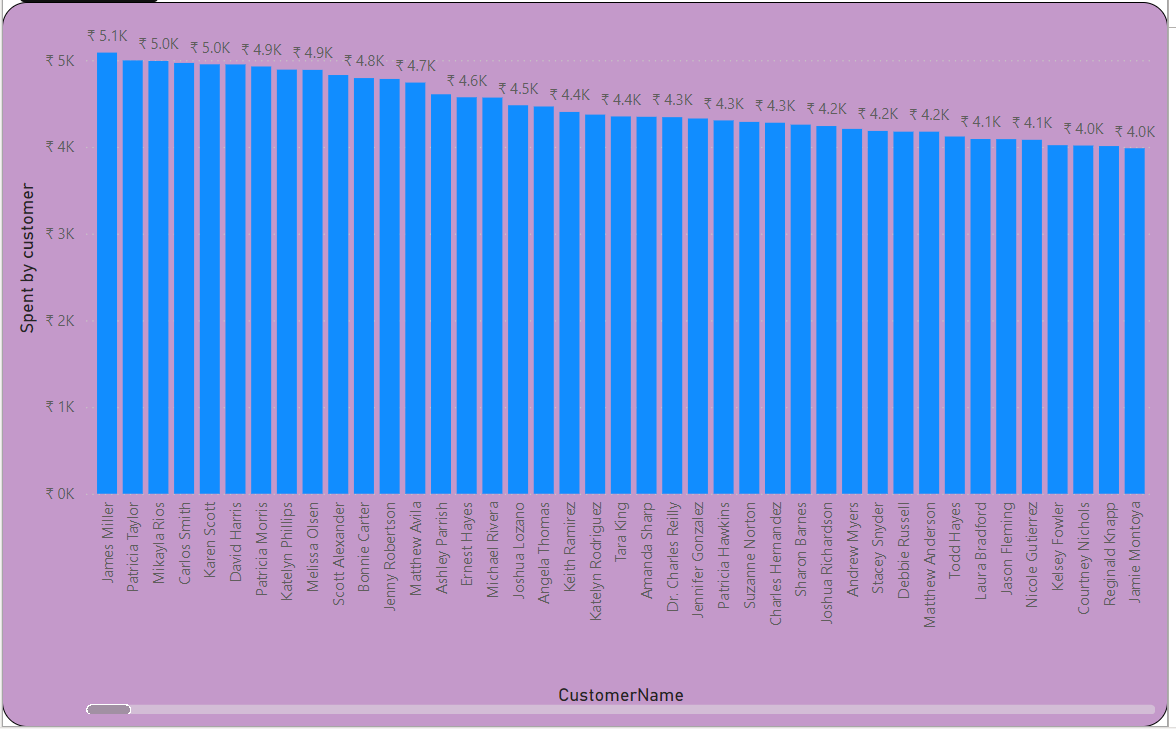 Spent by customer
₹ 5K
₹ 4K
₹ 3K
₹ 2K
₹ 1K
₹ 0K
₹ 5.1K
₹ 5.0K
₹ 5.0K
₹ 4.9K
₹ 4.9K
₹ 4.8K
₹ 4.7K
₹ 4.6K
₹ 4.5K
₹ 4.4K
₹ 4.4K
₹ 4.3K
₹ 4.3K
₹ 4.3K
₹ 4.2K
₹ 4.2K
₹ 4.2K
₹ 4.1K
₹ 4.1K
₹ 4.0K
₹ 4.0K
James Miller
Patricia Taylor
Mikayla Rios
Carlos Smith
Karen Scott
David Harris
Patricia Morris
Katelyn Phillips
Melissa Olsen
Scott Alexander
Bonnie Carter
Jenny Robertson
Matthew Avila
Ashley Parrish
Ernest Hayes
Michael Rivera
Joshua Lozano
Angela Thomas
Keith Ramirez
Katelyn Rodriguez
Tara King
Amanda Sharp
Dr. Charles Reilly
Jennifer Gonzalez
Patricia Hawkins
Suzanne Norton
Charles Hernandez
Sharon Barnes
Joshua Richardson
Andrew Myers
Stacey Snyder
Debbie Russell
Matthew Anderson
Todd Hayes
Laura Bradford
Jason Fleming
Nicole Gutierrez
Kelsey Fowler
Courtney Nichols
Reginald Knapp
Jamie Montoya
CustomerName